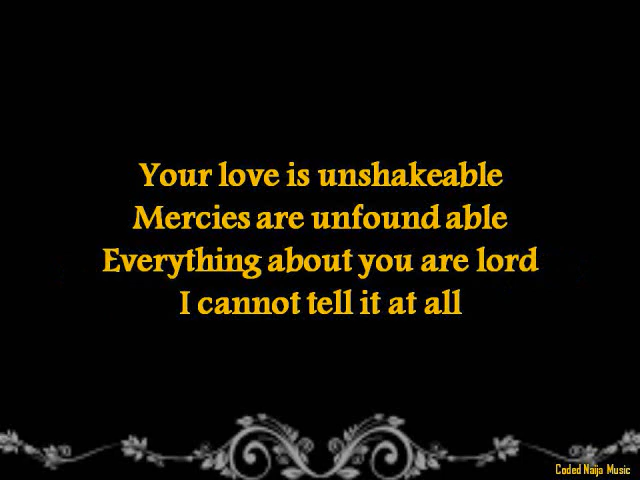 Your love is unshakeable
Mercies are unfound able
Everything about you are lord
I cannot tell it at all
Coded Naija Music